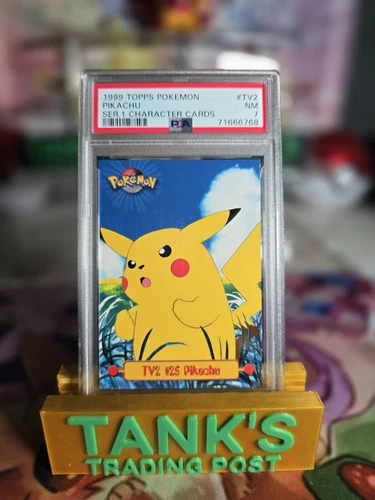 1999 TOPPS POKEMON #TV2
PIKACHU NM
SER.1 CHARACTER CARDS 7
PSA 71666768
POKéMON
TV2 #25 Pikachu
TANK'S
TRADING POST